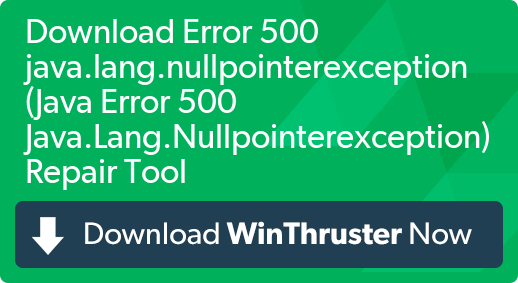 Download Error 500
java.lang.nullpointerexception
(Java Error 500
Java.Lang.Nullpointerexception)
Repair Tool
Download WinThruster Now